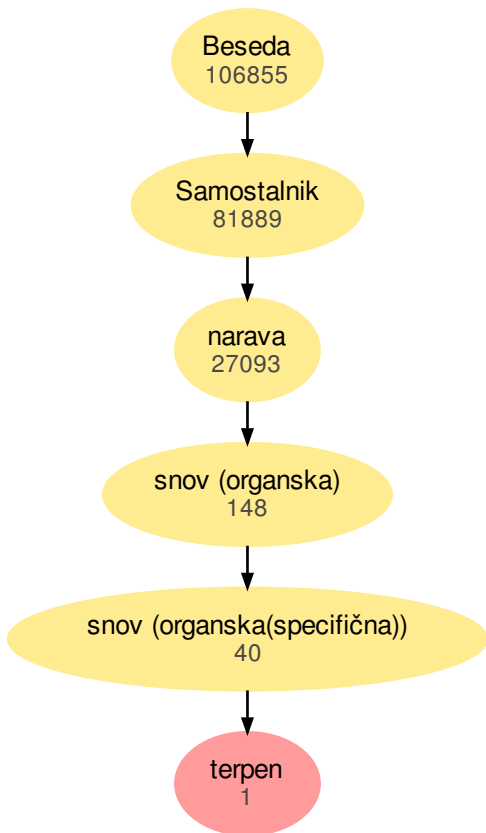 Beseda
106855
Samostalnik
81889
narava
27093
snov (organska)
148
snov (organska(specifična))
40
terpen
1